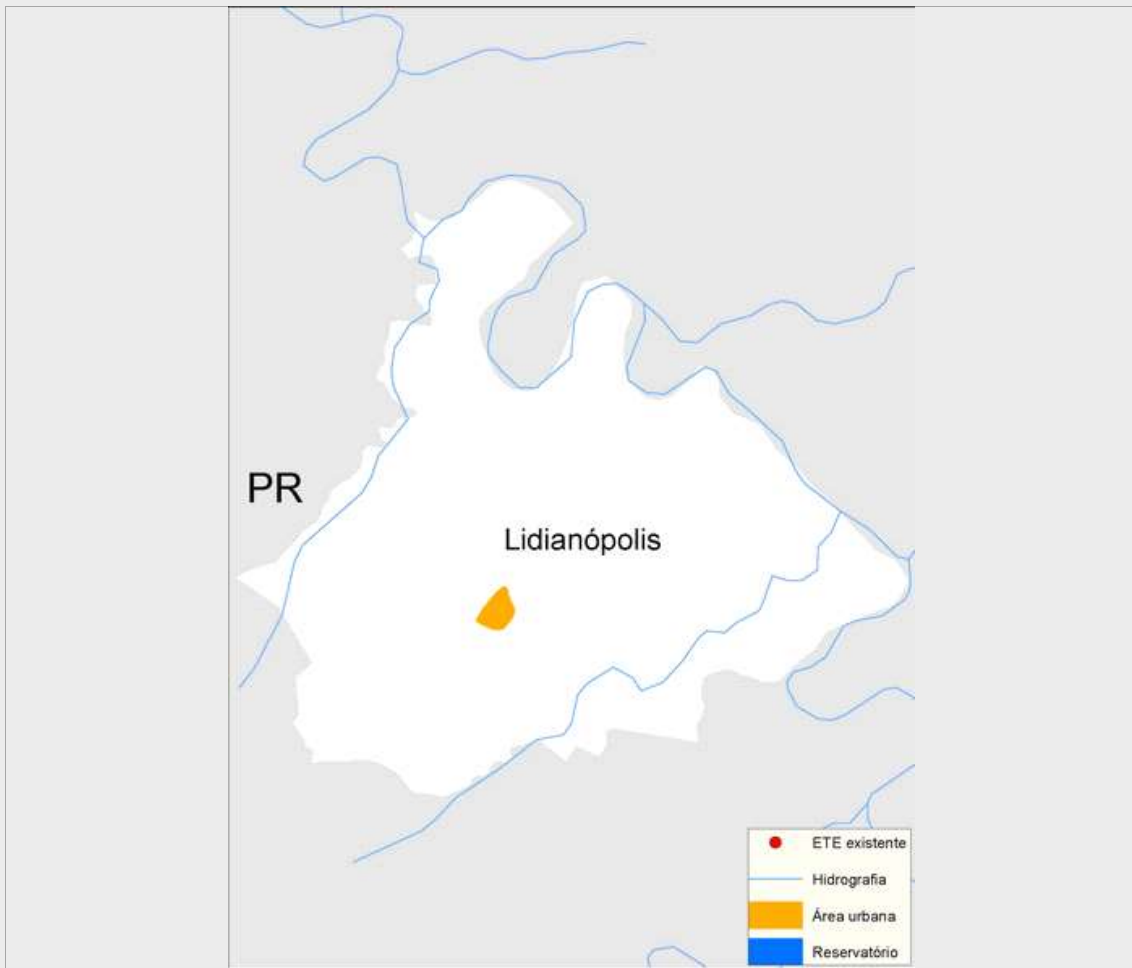 PR
Lidianópolis
ETE existente
Hidrografia
Área urbana
Reservatório